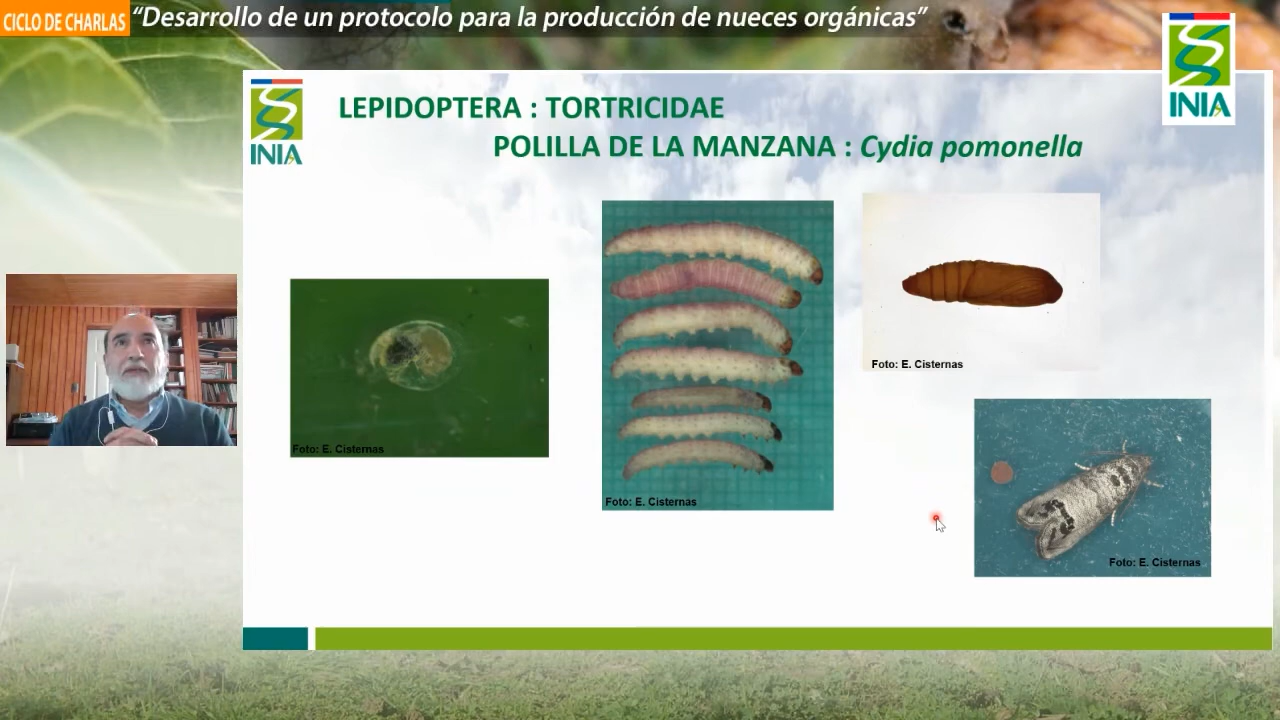 CICLO DE CHARLAS
“Desarrollo de un protocolo para la producción de nueces orgánicas”
INIA
INIA
LEPIDOPTERA : TORTRICIDAE
POLILLA DE LA MANZANA : Cydia pomonella
Foto: E. Cisternas
Foto: E. Cisternas
Foto: E. Cisternas
Foto: E. Cisternas